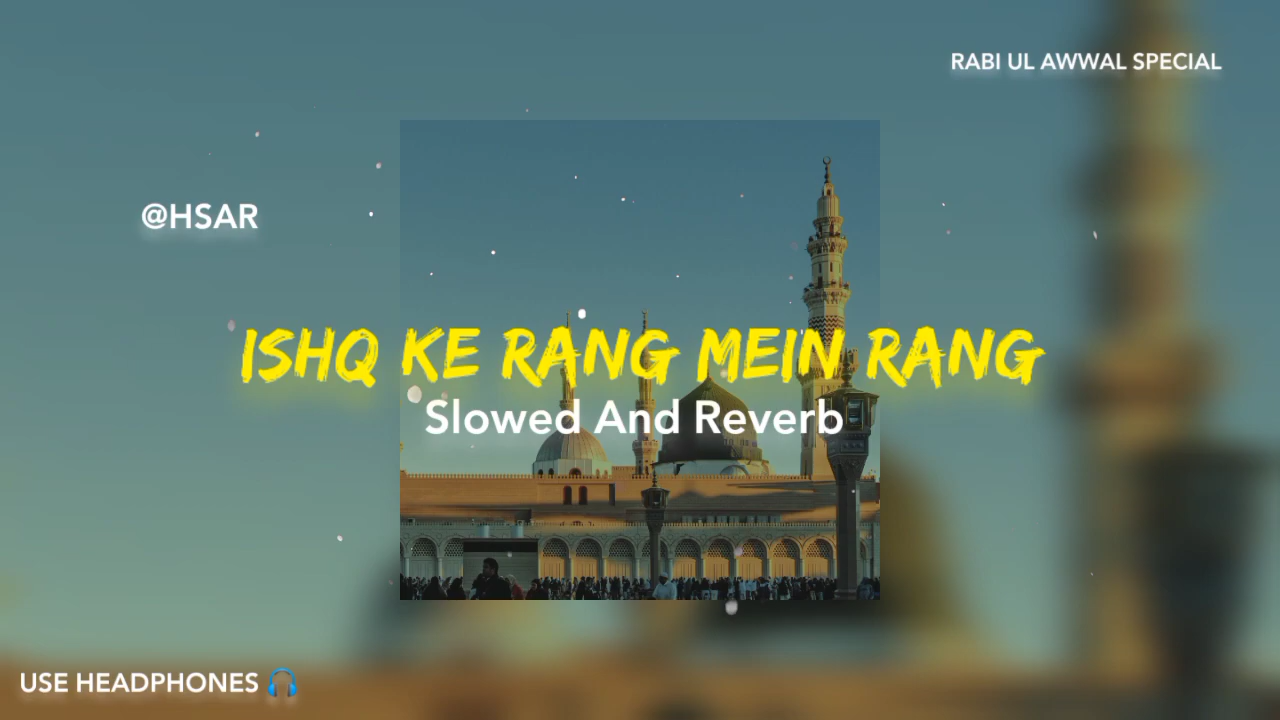 RABI UL AWWAL SPECIAL
@HSAR
ISHQ KE RANG MEIN RANG
Slowed And Reverb
USE HEADPHONES 🎧